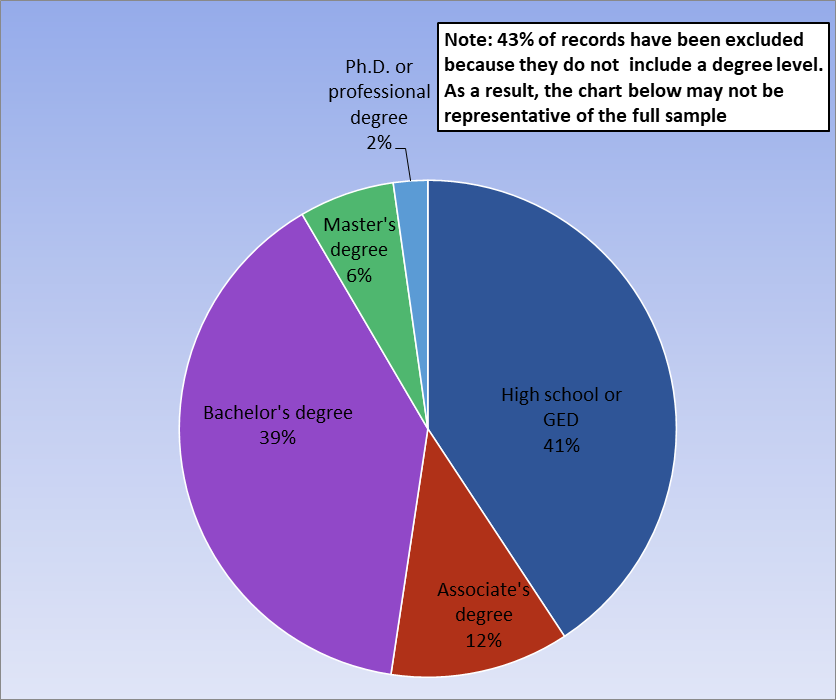 Note: 43% of records have been excluded
because they do not include a degree level.
As a result, the chart below may not be
representative of the full sample
Ph.D. or
professional
degree
2%
Master's
degree
6%
High school or
GED
41%
Bachelor's degree
39%
Associate's
degree
12%